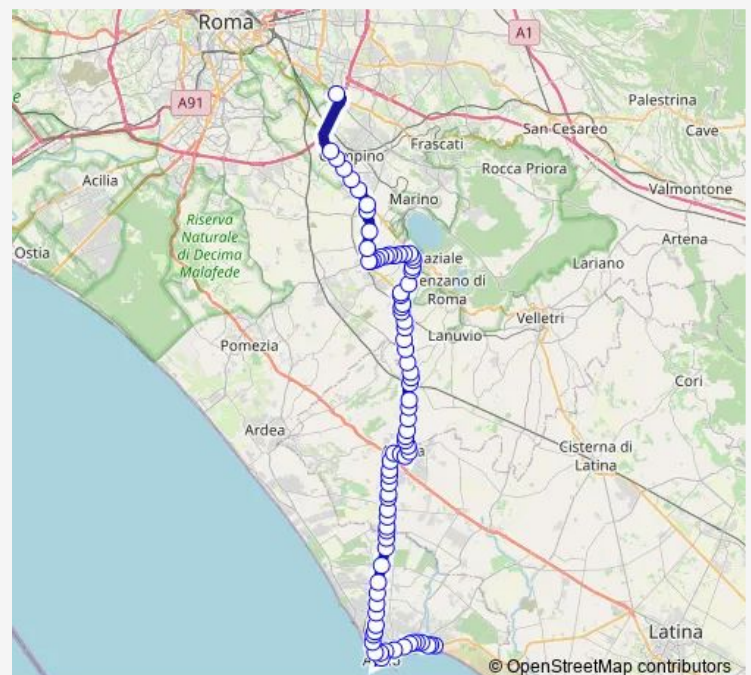 Roma
A1
A91
Palestrina
San Cesareo
Cave
Frascati
Rocca Priora
Acilia
Marino
Valmontone
Riserva
Naturale
di Decima
Malafede
Artena
Ostia
Lariano
Roma
Velletri
Lanuvio
Pomezia
Cori
Ardea
Cisterna di
Latina
Latina
© OpenStreetMap contributors